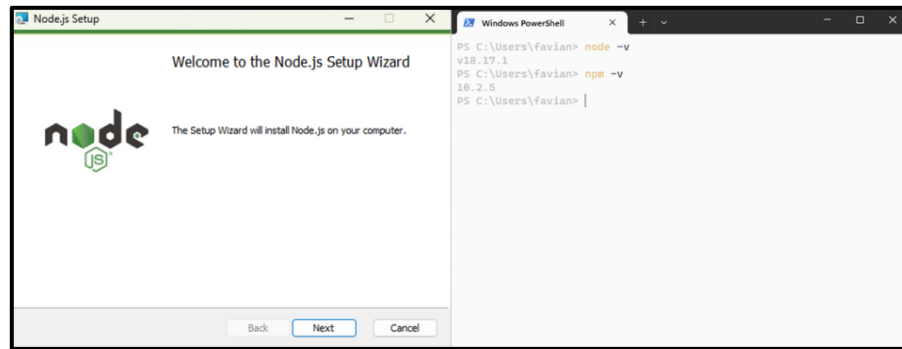 Node.js Setup
Welcome to the Node.js Setup Wizard
node
JS
The Setup Wizard will install Node.js on your computer.
Back
Next
Cancel
Windows PowerShell
PS C:\Users\favian> node -v
v18.17.1
PS C:\Users\favian> npm -v
10.2.5
PS C:\Users\favian>